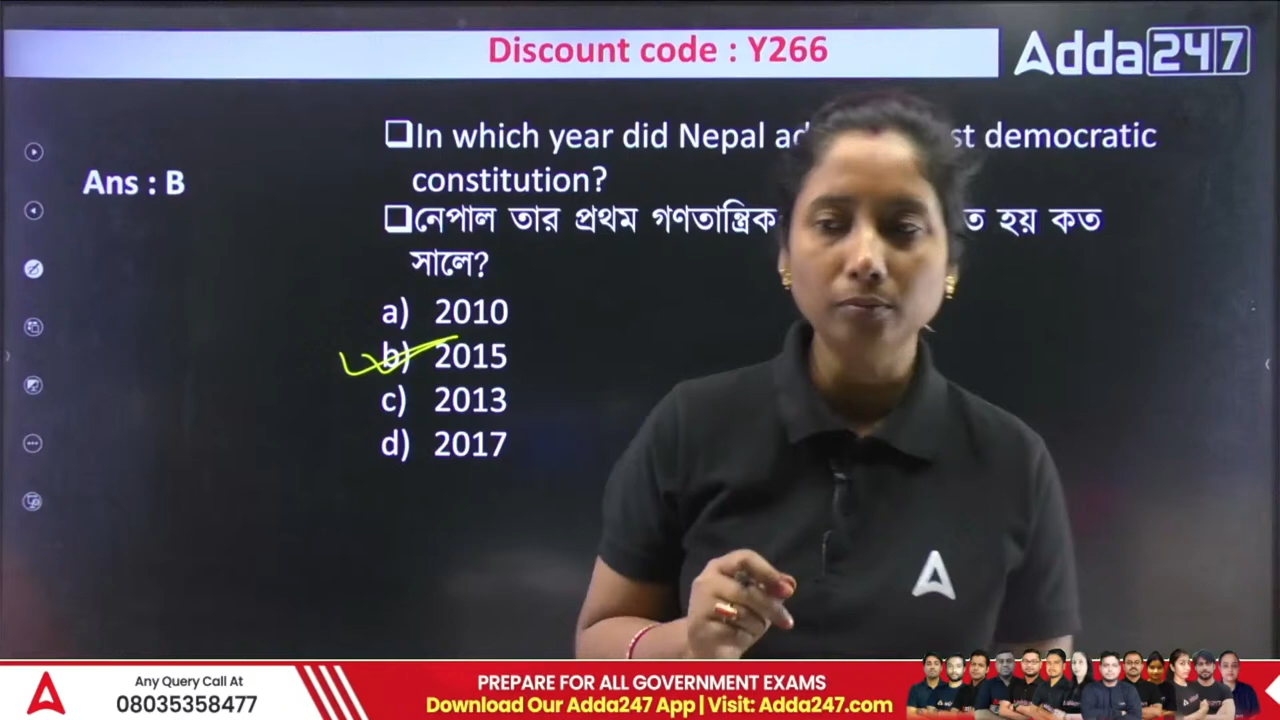 Discount code : Y266
Adda247
In which year did Nepal ad st democratic
constitution?
Ans : B
নেপাল তার প্রথম গণতান্ত্রিক ত হয় কত
সালে?
a) 2010
b) 2015
c) 2013
d) 2017
Any Query Call At
08035358477
PREPARE FOR ALL GOVERNMENT EXAMS
Download Our Adda247 App | Visit: Adda247.com